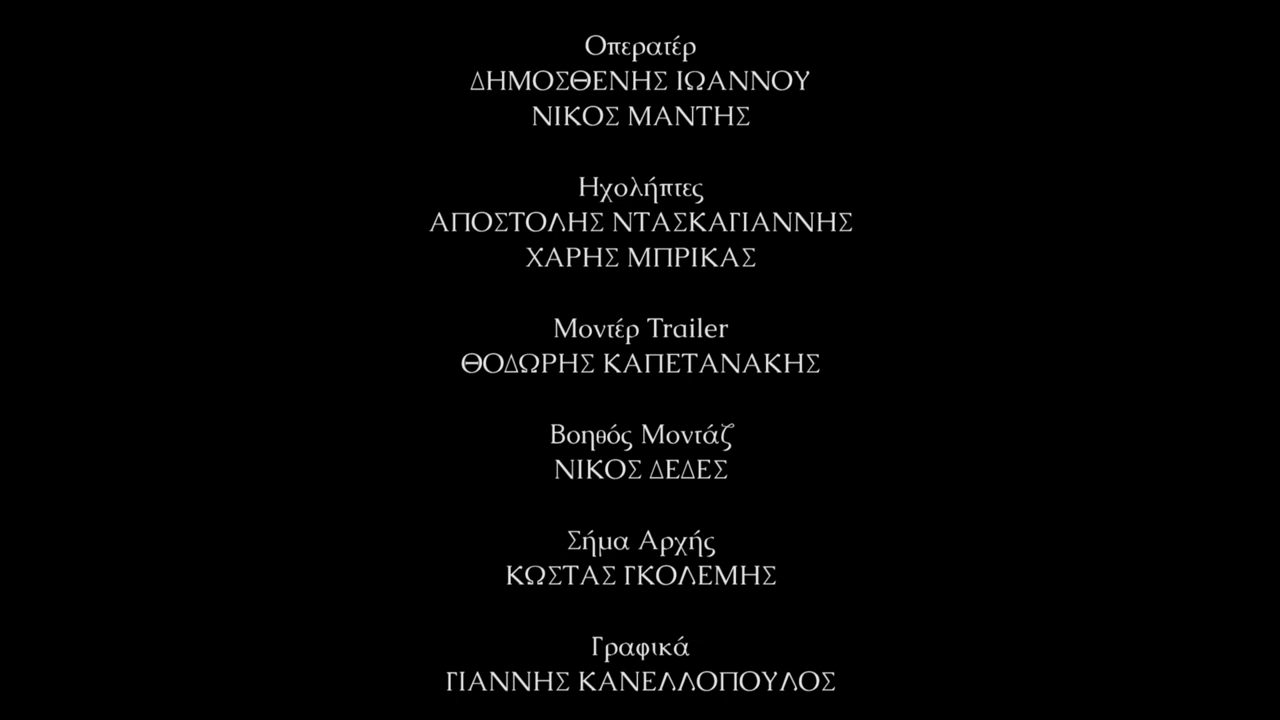 Οπερατέρ
ΔΗΜΟΣΘΕΝΗΣ ΙΩΑΝΝΟΥ
ΝΙΚΟΣ ΜΑΝΤΗΣ
Ηχολήπτες
ΑΠΟΣΤΟΛΗΣ ΝΤΑΣΚΑΓΙΑΝΝΗΣ
ΧΑΡΗΣ ΜΠΡΙΚΑΣ
Μοντέρ Trailer
ΘΟΔΩΡΗΣ ΚΑΠΕΤΑΝΑΚΗΣ
Βοηθός Μοντάζ
ΝΙΚΟΣ ΔΕΔΕΣ
Σήμα Αρχής
ΚΩΣΤΑΣ ΓΚΟΛΕΜΗΣ
Γραφικά
ΓΙΑΝΝΗΣ ΚΑΝΕΛΛΟΠΟΥΛΟΣ